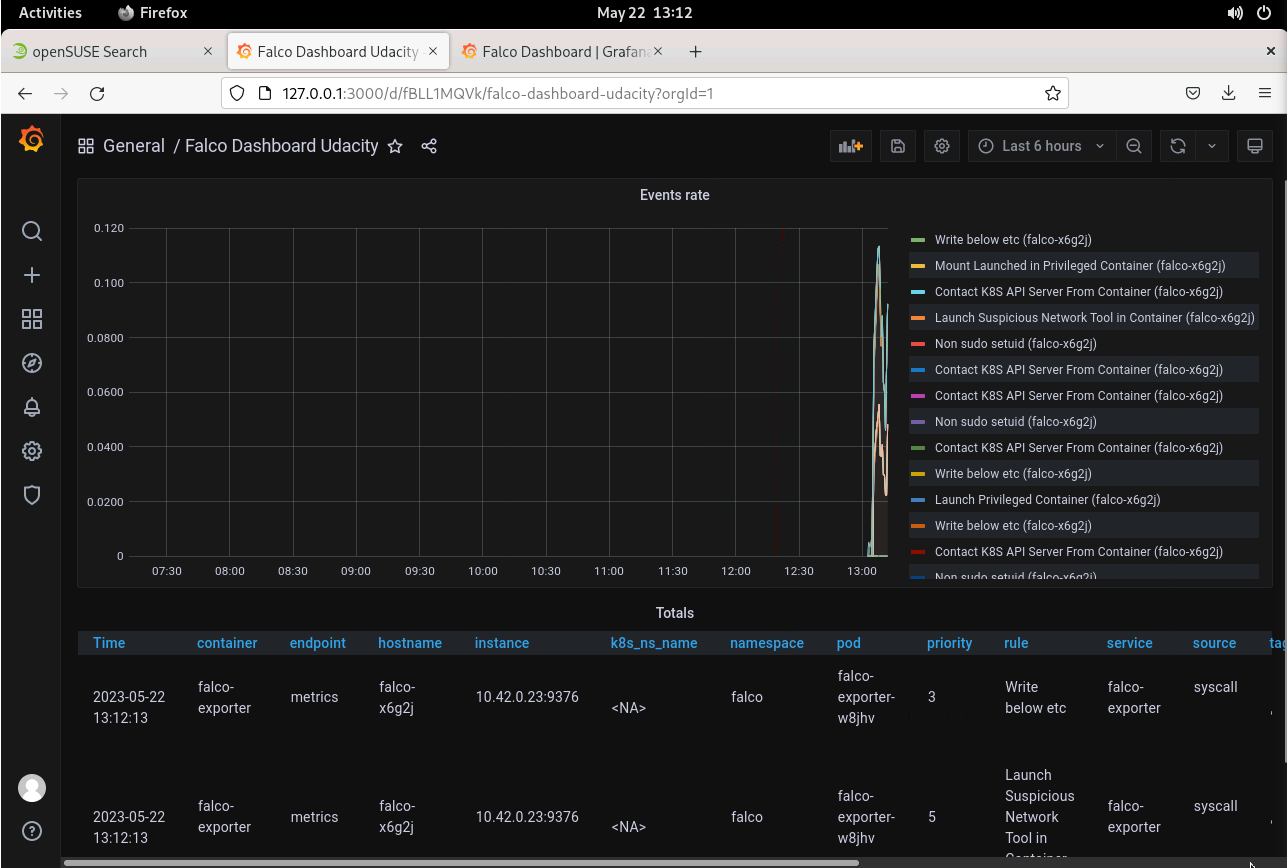 Activities Firefox May 22 13:12
openSUSE Search × Falco Dashboard Udacity × Falco Dashboard | Grafana × + ×
127.0.0.1:3000/d/fBLL1MQVk/falco-dashboard-udacity?orgId=1
General / Falco Dashboard Udacity Last 6 hours
Events rate
0.120
0.100
0.0800
0.0600
0.0400
0.0200
0
07:30 08:00 08:30 09:00 09:30 10:00 10:30 11:00 11:30 12:00 12:30 13:00
Write below etc (falco-x6g2j)
Mount Launched in Privileged Container (falco-x6g2j)
Contact K8S API Server From Container (falco-x6g2j)
Launch Suspicious Network Tool in Container (falco-x6g2j)
Non sudo setuid (falco-x6g2j)
Contact K8S API Server From Container (falco-x6g2j)
Contact K8S API Server From Container (falco-x6g2j)
Non sudo setuid (falco-x6g2j)
Contact K8S API Server From Container (falco-x6g2j)
Write below etc (falco-x6g2j)
Launch Privileged Container (falco-x6g2j)
Write below etc (falco-x6g2j)
Contact K8S API Server From Container (falco-x6g2j)
Non sudo setuid (falco-x6g2j)
Totals
Time container endpoint hostname instance k8s_ns_name namespace pod priority rule service source tag
2023-05-22 13:12:13 falco-exporter metrics falco-x6g2j 10.42.0.23:9376 <NA> falco falco-exporter-w8jhv 3 Write below etc falco-exporter syscall
2023-05-22 13:12:13 falco-exporter metrics falco-x6g2j 10.42.0.23:9376 <NA> falco falco-exporter-w8jhv 5 Launch Suspicious Network Tool in Container falco-exporter syscall